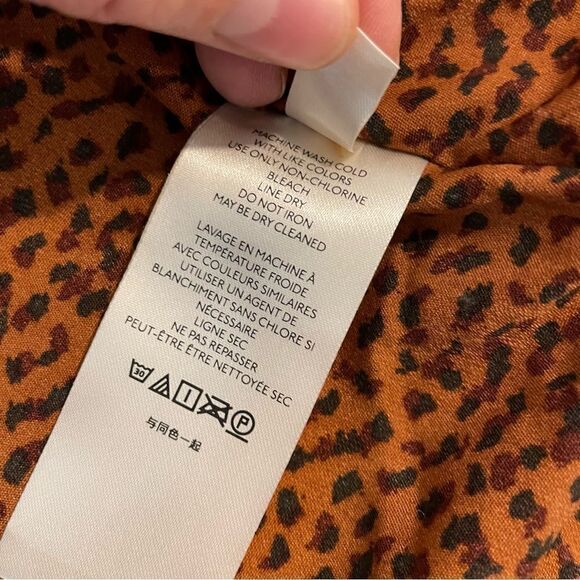 MACHINE WASH COLD
WITH LIKE COLORS
USE ONLY NON-CHLORINE
BLEACH
LINE DRY
DO NOT IRON
MAY BE DRY CLEANED
LAVAGE EN MACHINE À
TEMPÉRATURE FROIDE
AVEC COULEURS SIMILAIRES
UTILISER UN AGENT DE
BLANCHIMENT SANS CHLORE SI
NÉCESSAIRE
LIGNE SEC
NE PAS REPASSER
PEUT-ÊTRE ÊTRE NETTOYÉE SEC
30 P
与同色一起